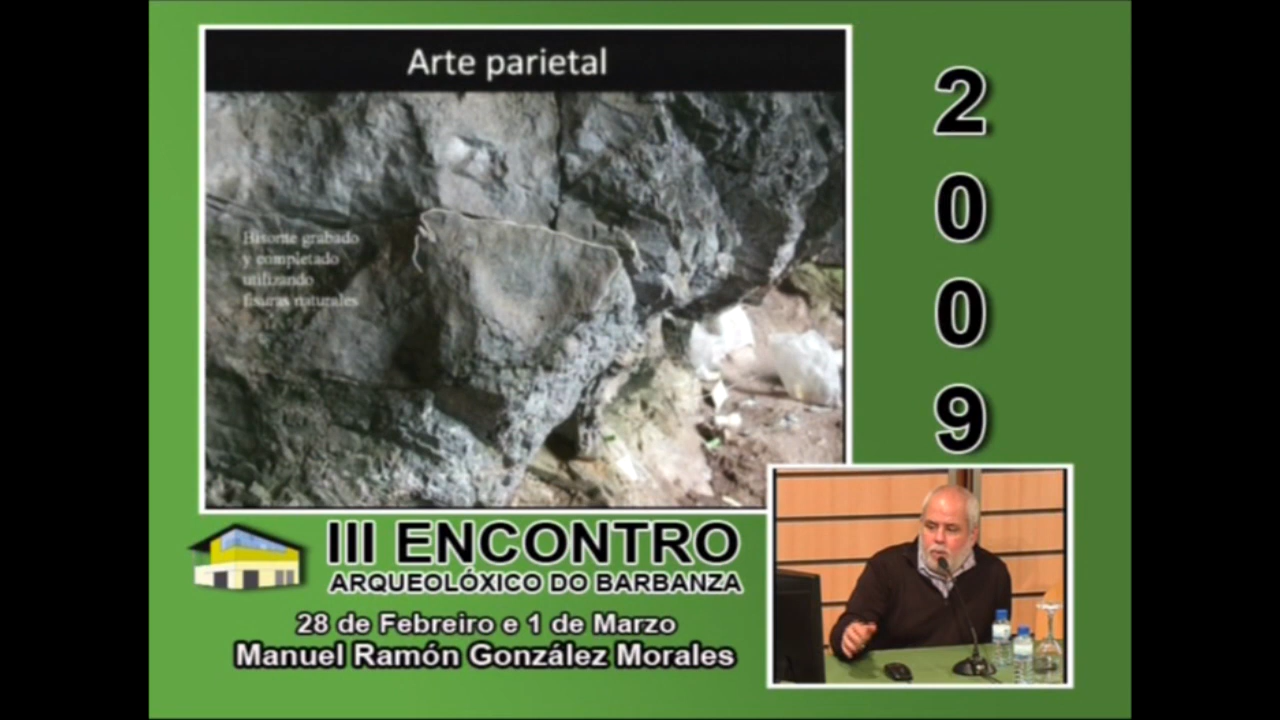 Arte parietal
Bisonte grabado
y completado
utilizando
fisuras naturales
2
0
0
9
III ENCONTRO
ARQUEOLÓXICO DO BARBANZA
28 de Febreiro e 1 de Marzo
Manuel Ramón González Morales